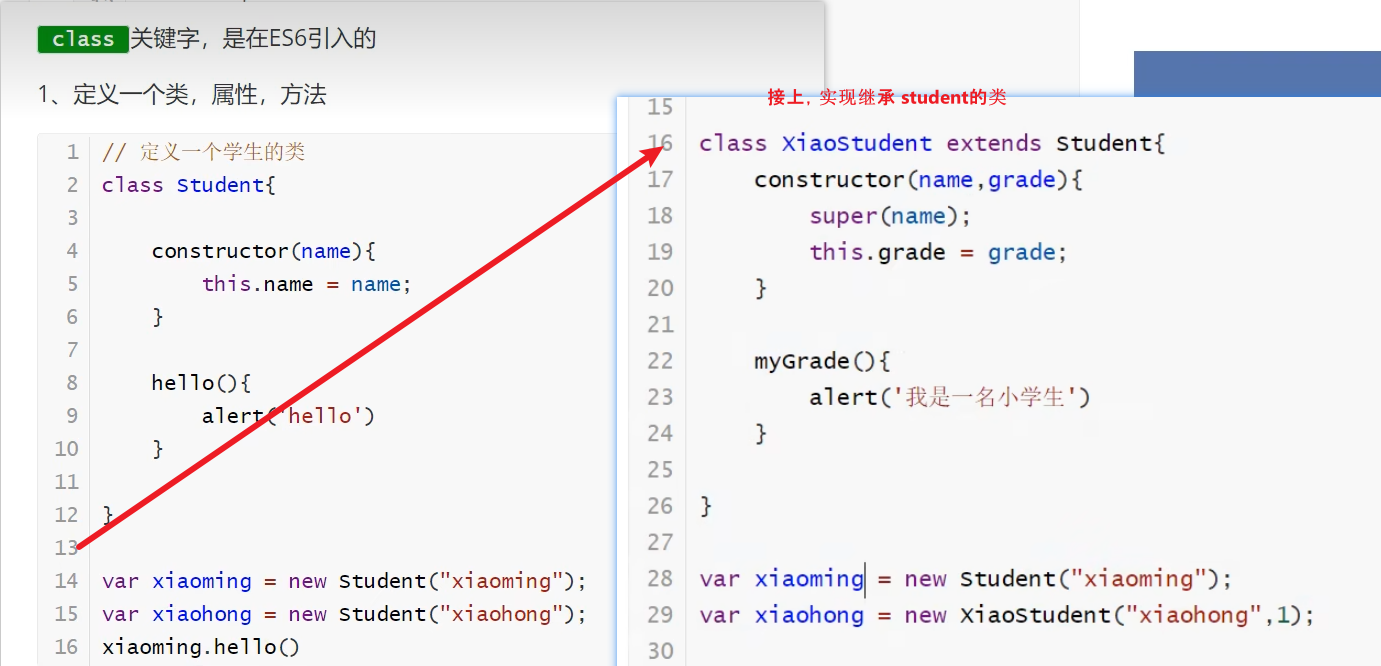 class关键字，是在ES6引入的
1、定义一个类，属性，方法
1 // 定义一个学生的类
2 class Student{
3
4 constructor(name){
5 this.name = name;
6 }
7
8 hello(){
9 alert('hello')
10 }
11
12 }
13
14 var xiaoming = new Student("xiaoming");
15 var xiaohong = new Student("xiaohong");
16 xiaoming.hello()
接上，实现继承 student的类
15
16 class XiaoStudent extends Student{
17 constructor(name,grade){
18 super(name);
19 this.grade = grade;
20 }
21
22 myGrade(){
23 alert('我是一名小学生')
24 }
25
26 }
27
28 var xiaoming = new Student("xiaoming");
29 var xiaohong = new XiaoStudent("xiaohong",1);
30